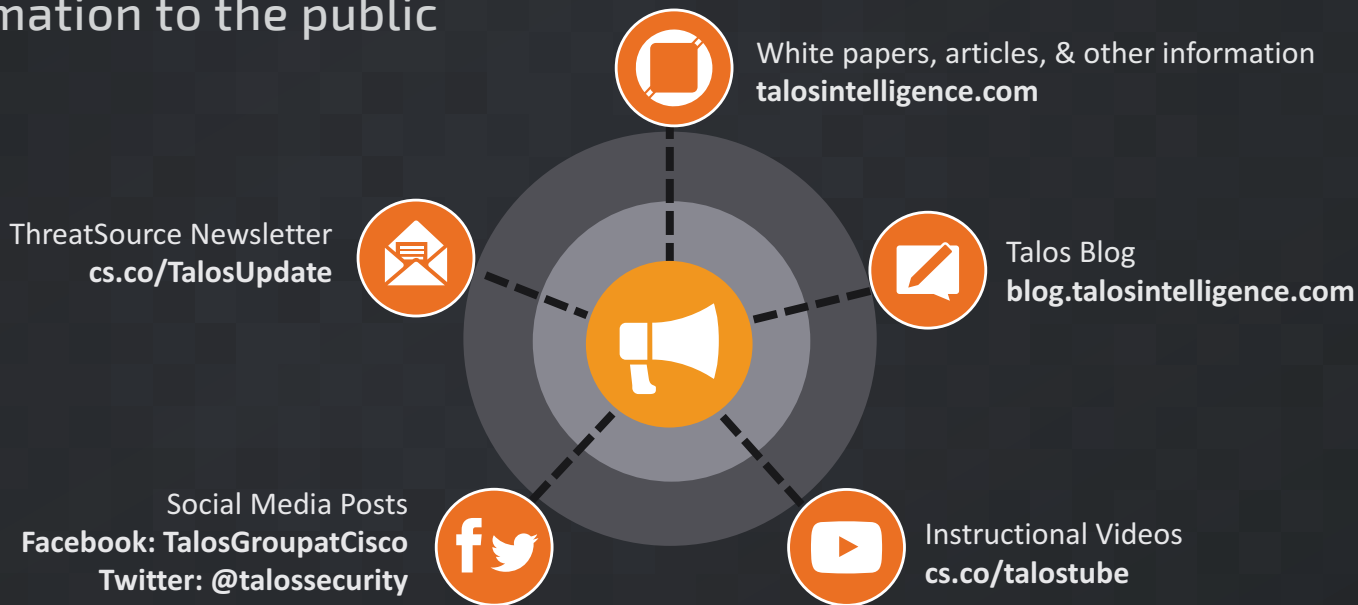 mation to the public
White papers, articles, & other information
talosintelligence.com
ThreatSource Newsletter
cs.co/TalosUpdate
Talos Blog
blog.talosintelligence.com
Social Media Posts
Facebook: TalosGroupatCisco
Twitter: @talossecurity
Instructional Videos
cs.co/talostube